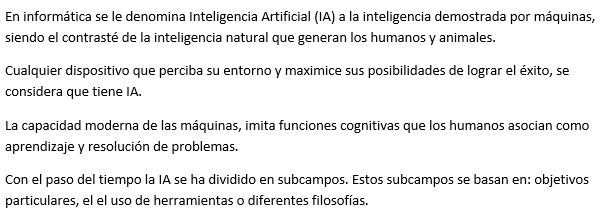 En informática se le denomina Inteligencia Artificial (IA) a la inteligencia demostrada por máquinas,
siendo el contrasté de la inteligencia natural que generan los humanos y animales.
Cualquier dispositivo que perciba su entorno y maximice sus posibilidades de lograr el éxito, se
considera que tiene IA.
La capacidad moderna de las máquinas, imita funciones cognitivas que los humanos asocian como
aprendizaje y resolución de problemas.
Con el paso del tiempo la IA se ha dividido en subcampos. Estos subcampos se basan en: objetivos
particulares, el el uso de herramientas o diferentes filosofías.